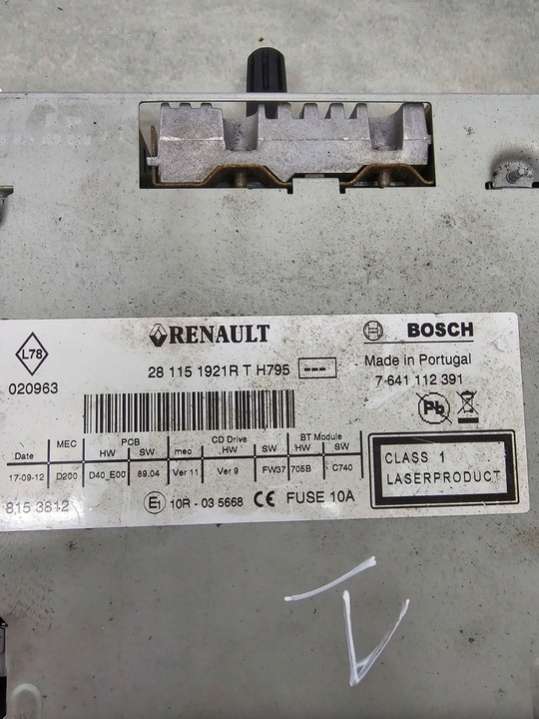 RENAULT
BOSCH
L78
28 115 1921R T H795 ---
Made in Portugal
020963
7 641 112 391
Pb
MEC PCB CD Drive BT Module
Date HW SW mec HW SW HW SW
17-09-12 D200 D40_E00 89.04 Ver 11 Ver 9 FW37 705B C740
CLASS 1
LASERPRODUCT
815 3812
E1 10R - 03 5668 CE FUSE 10A